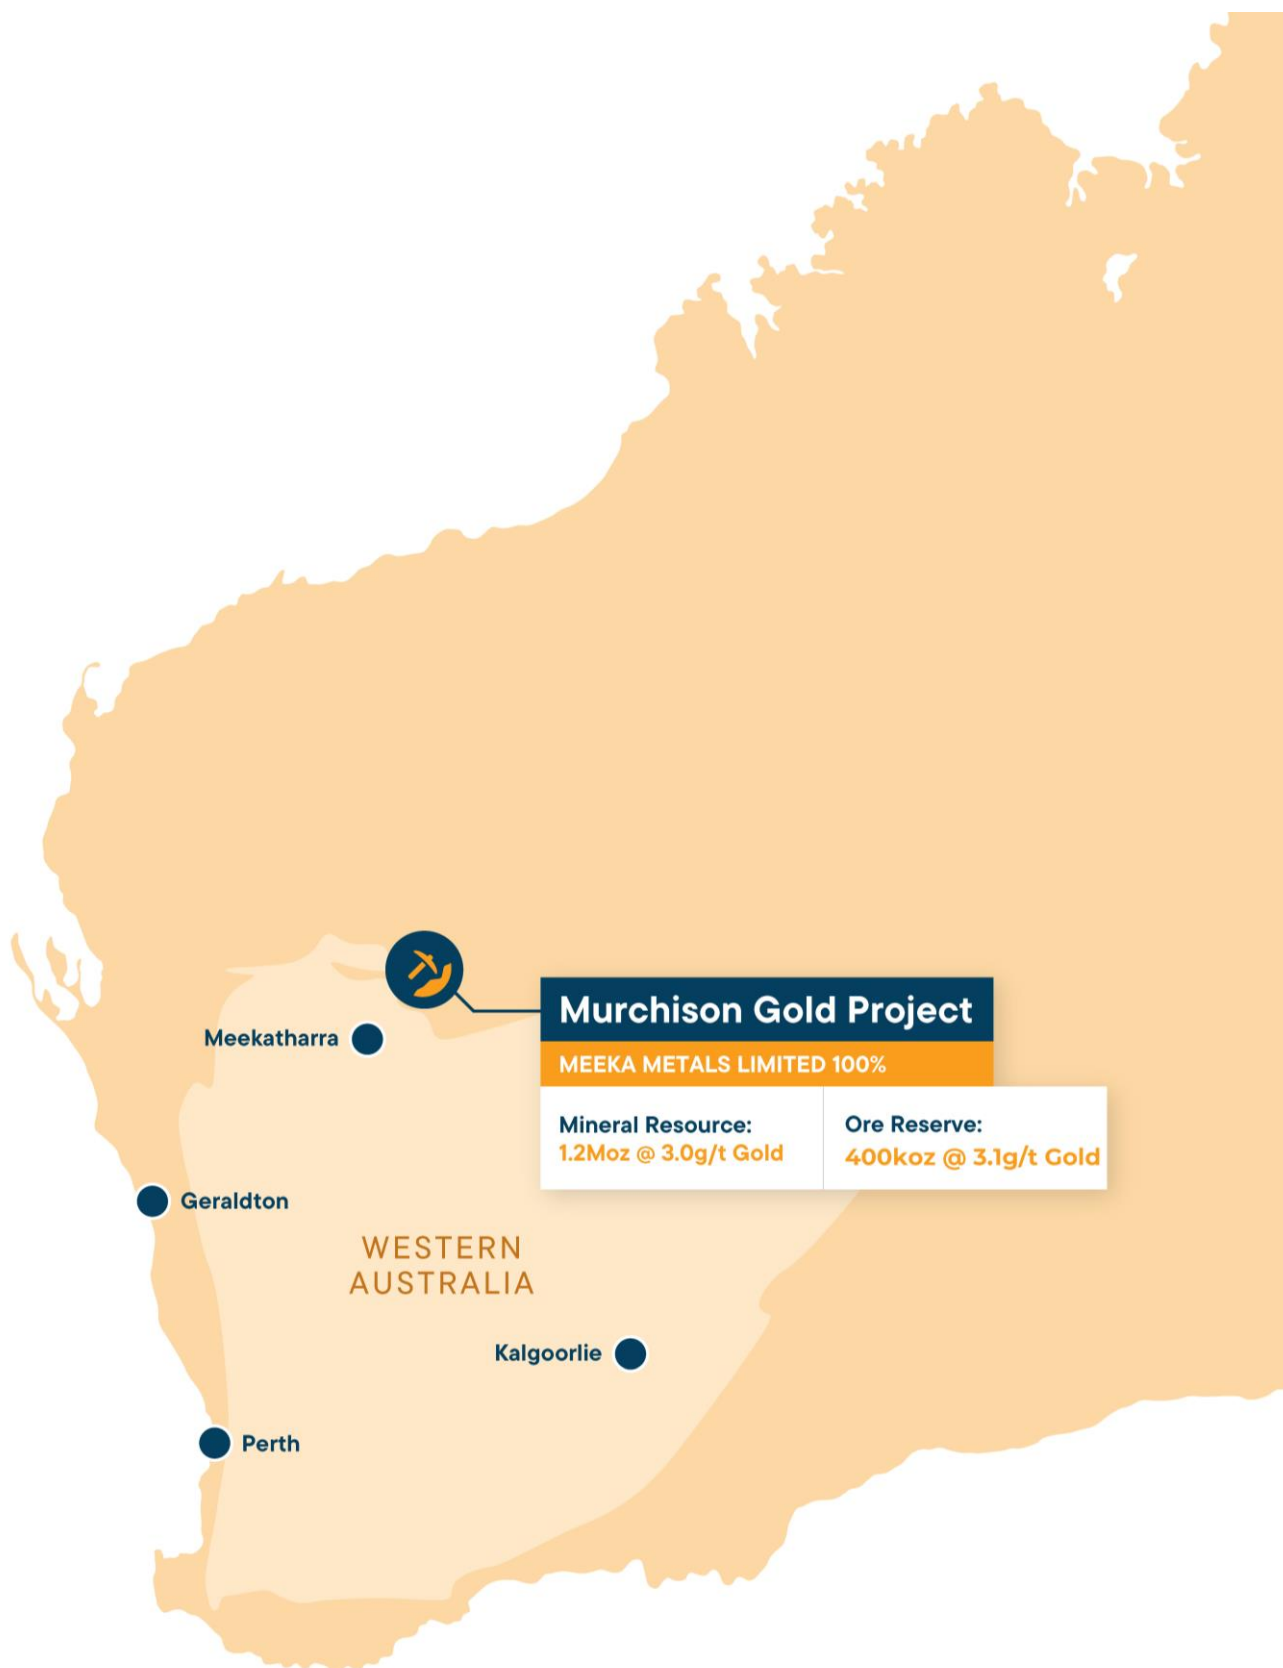 Murchison Gold Project
MEEKA METALS LIMITED 100%
Mineral Resource:
1.2Moz @ 3.0g/t Gold
Ore Reserve:
400koz @ 3.1g/t Gold
Meekatharra
Geraldton
WESTERN
AUSTRALIA
Kalgoorlie
Perth